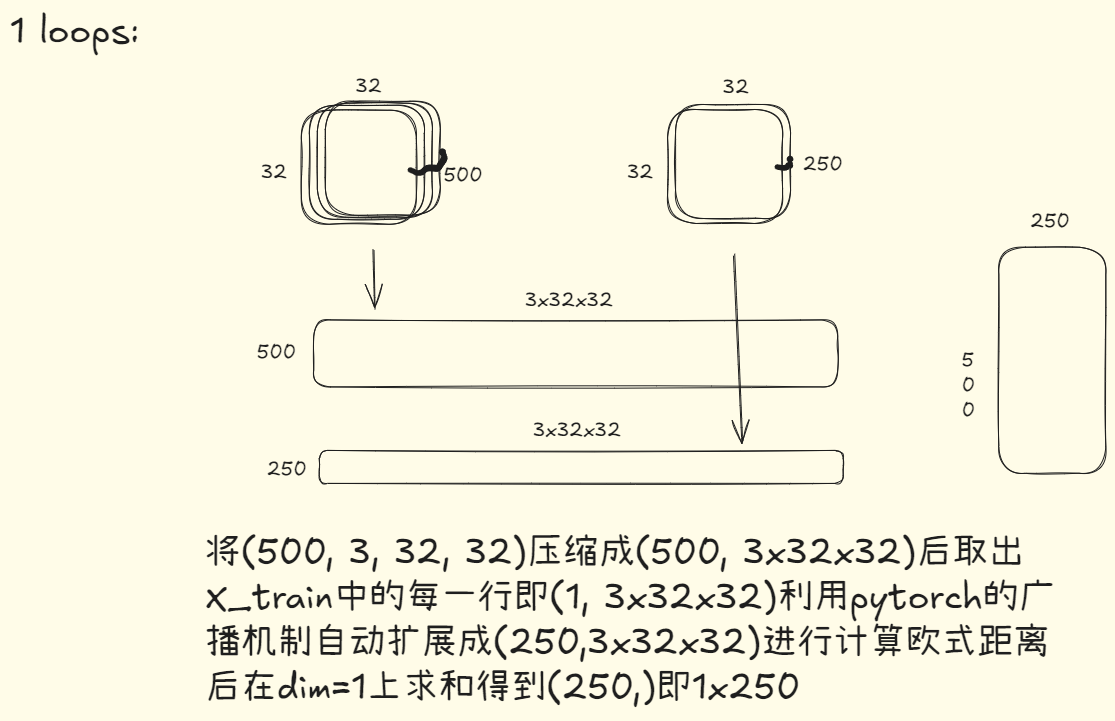 1 loops:
32
32
500
32
32
250
250
3x32x32
500
5
0
0
3x32x32
250
将(500, 3, 32, 32)压缩成(500, 3x32x32)后取出
X_train中的每一行即(1, 3x32x32)利用pytorch的广
播机制自动扩展成(250,3x32x32)进行计算欧式距离
后在dim=1上求和得到(250,)即1x250